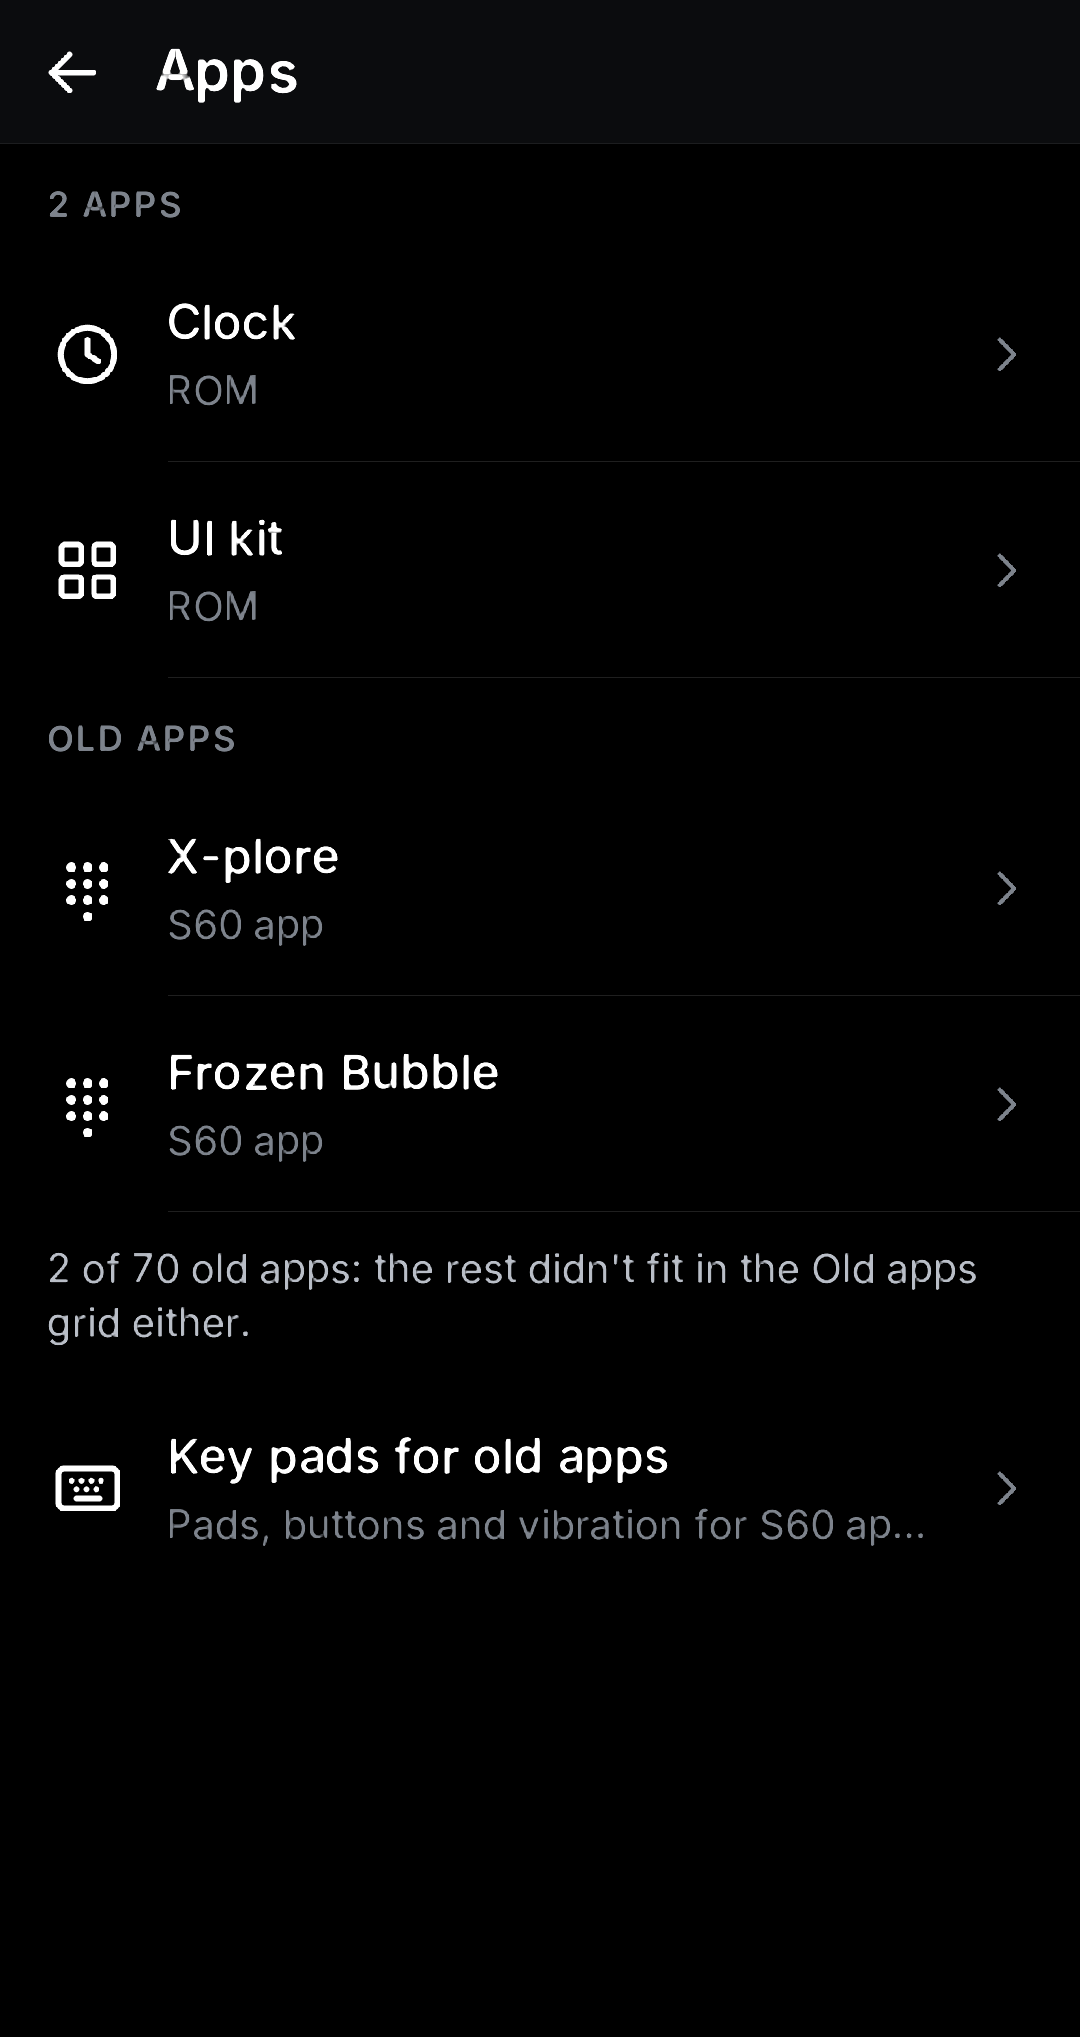 Apps
2 APPS
Clock
ROM
UI kit
ROM
OLD APPS
X-plore
S60 app
Frozen Bubble
S60 app
2 of 70 old apps: the rest didn't fit in the Old apps
grid either.
Key pads for old apps
Pads, buttons and vibration for S60 ap...